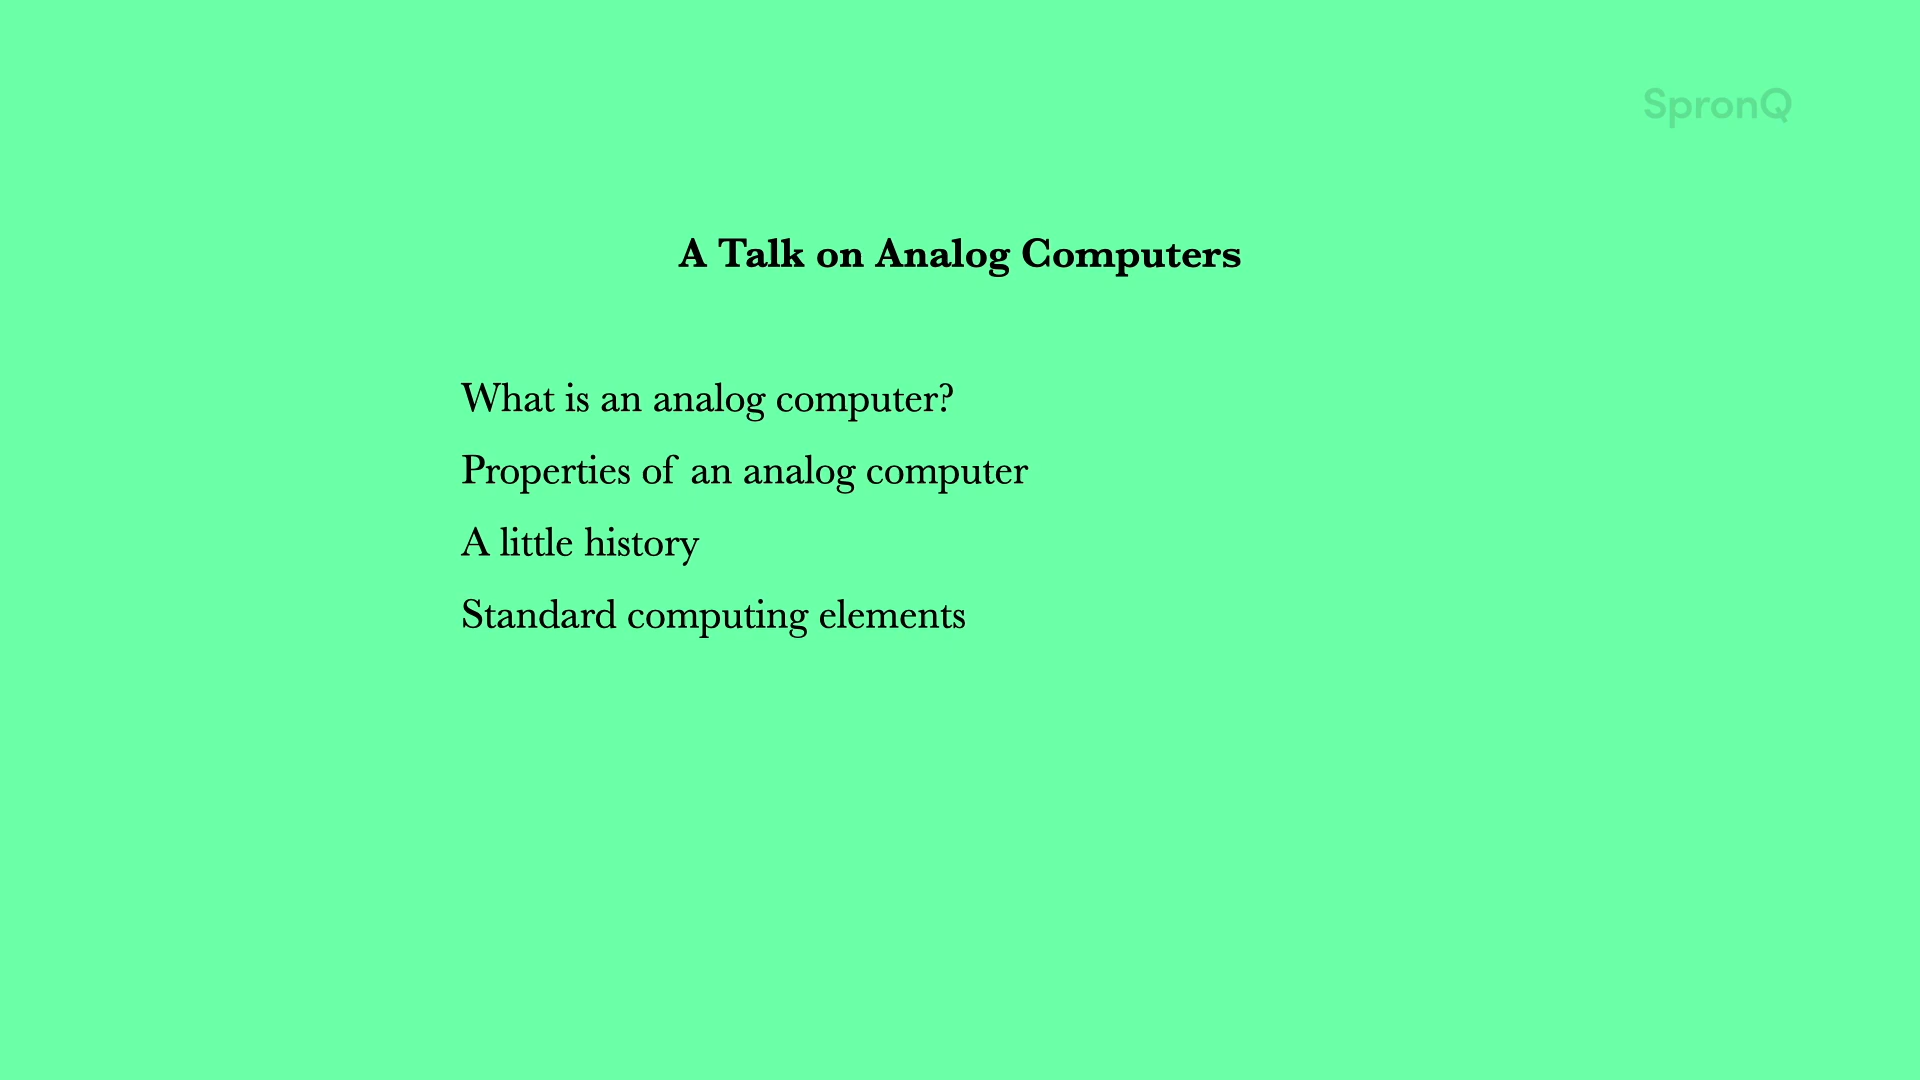 SpronQ
A Talk on Analog Computers
What is an analog computer?
Properties of an analog computer
A little history
Standard computing elements